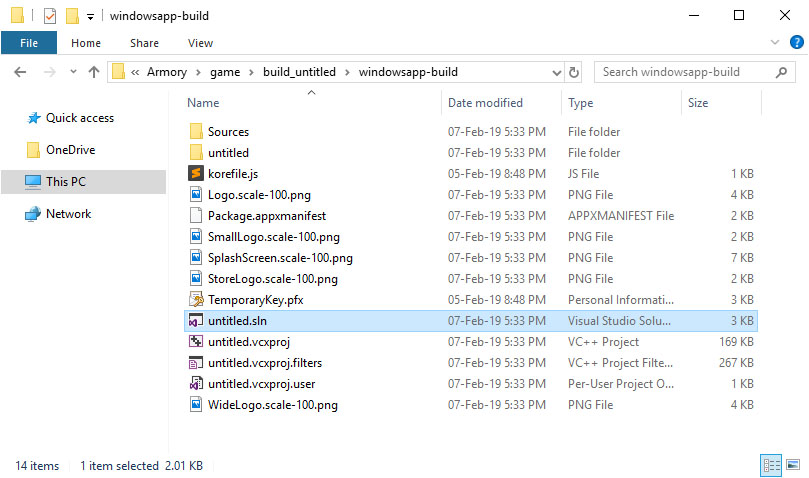 windowsapp-build
File Home Share View
« Armory › game › build_untitled › windowsapp-build Search windowsapp-build
Name Date modified Type Size
Quick access
OneDrive
This PC
Network
Sources 07-Feb-19 5:33 PM File folder
untitled 07-Feb-19 5:33 PM File folder
korefile.js 05-Feb-19 8:48 PM JS File 1 KB
Logo.scale-100.png 07-Feb-19 5:33 PM PNG File 4 KB
Package.appxmanifest 07-Feb-19 5:33 PM APPXMANIFEST File 2 KB
SmallLogo.scale-100.png 07-Feb-19 5:33 PM PNG File 2 KB
SplashScreen.scale-100.png 07-Feb-19 5:33 PM PNG File 7 KB
StoreLogo.scale-100.png 07-Feb-19 5:33 PM PNG File 2 KB
TemporaryKey.pfx 05-Feb-19 8:48 PM Personal Informati... 3 KB
untitled.sln 07-Feb-19 5:33 PM Visual Studio Solu... 3 KB
untitled.vcxproj 07-Feb-19 5:33 PM VC++ Project 169 KB
untitled.vcxproj.filters 07-Feb-19 5:33 PM VC++ Project Filte... 267 KB
untitled.vcxproj.user 07-Feb-19 5:33 PM Per-User Project O... 1 KB
WideLogo.scale-100.png 07-Feb-19 5:33 PM PNG File 4 KB
14 items 1 item selected 2.01 KB